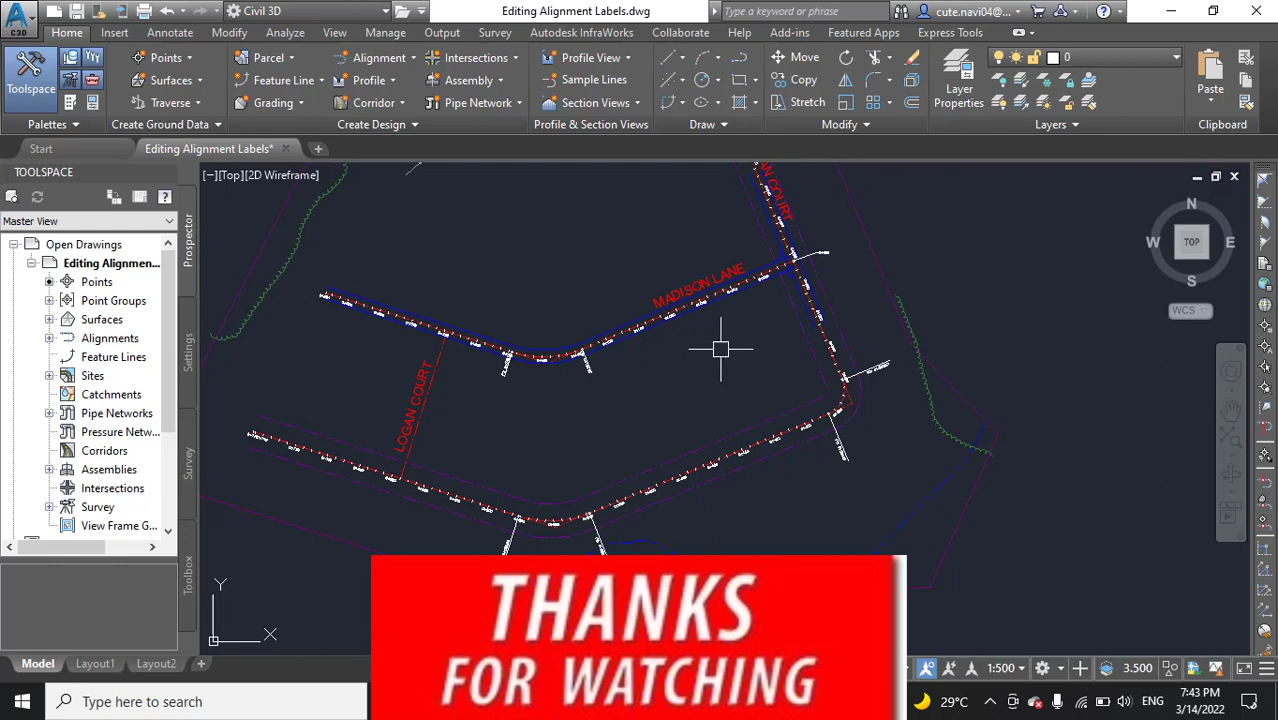 Editing Alignment Labels.dwg
C3D
Civil 3D
Type a keyword or phrase
cute.navi04@...
Home Insert Annotate Modify Analyze View Manage Output Survey Autodesk InfraWorks Collaborate Help Add-ins Featured Apps Express Tools
Toolspace
Palettes
Points
Surfaces
Traverse
Create Ground Data
Parcel
Feature Line
Grading
Alignment
Profile
Corridor
Intersections
Assembly
Pipe Network
Create Design
Profile View
Sample Lines
Section Views
Profile & Section Views
Draw
Move
Copy
Stretch
Modify
Layer
Properties
0
Layers
Paste
Clipboard
Start
Editing Alignment Labels*
TOOLSPACE
Master View
Open Drawings
Editing Alignmen...
Points
Point Groups
Surfaces
Alignments
Feature Lines
Sites
Catchments
Pipe Networks
Pressure Netw...
Corridors
Assemblies
Intersections
Survey
View Frame G...
Prospector
Settings
Survey
Toolbox
[−][Top][2D Wireframe]
N
W
TOP
E
S
WCS
MADISON LANE
LOGAN COURT
AN COURT
Y
X
THANKS
FOR WATCHING
Model
Layout1
Layout2
1:500
3.500
Type here to search
29°C
ENG
7:43 PM
3/14/2022